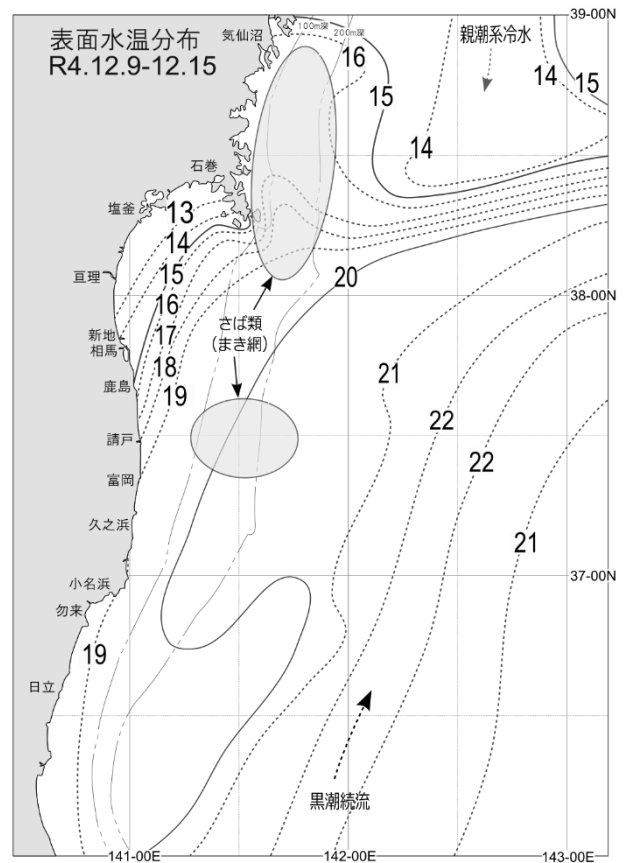 表面水温分布
R4.12.9-12.15
39-00N
気仙沼
100m深
200m深
親潮系冷水
16
15
14
15
14
石巻
塩釜
13
14
亘理
15
20
38-00N
16
さば類
(まき網)
新地
相馬
17
18
19
21
鹿島
22
請戸
22
富岡
久之浜
21
小名浜
37-00N
勿来
19
日立
黒潮続流
141-00E
142-00E
143-00E